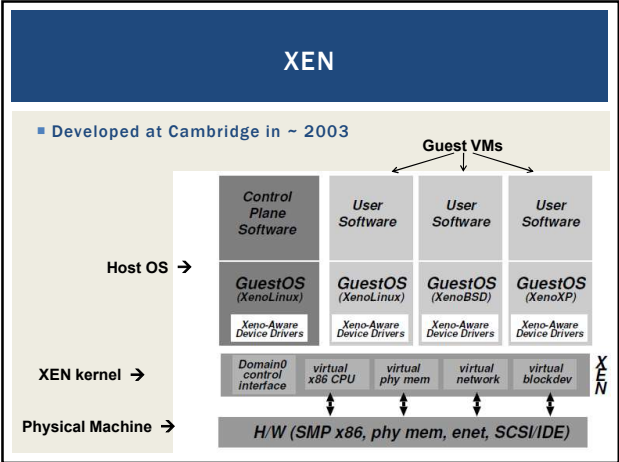 XEN
Developed at Cambridge in ~ 2003
Guest VMs
Control
Plane
Software
User
Software
User
Software
User
Software
Host OS →
GuestOS
(XenoLinux)
Xeno-Aware
Device Drivers
GuestOS
(XenoLinux)
Xeno-Aware
Device Drivers
GuestOS
(XenoBSD)
Xeno-Aware
Device Drivers
GuestOS
(XenoXP)
Xeno-Aware
Device Drivers
XEN kernel →
Domain0
control
interface
virtual
x86 CPU
virtual
phy mem
virtual
network
virtual
blockdev
XEN
Physical Machine →
H/W (SMP x86, phy mem, enet, SCSI/IDE)